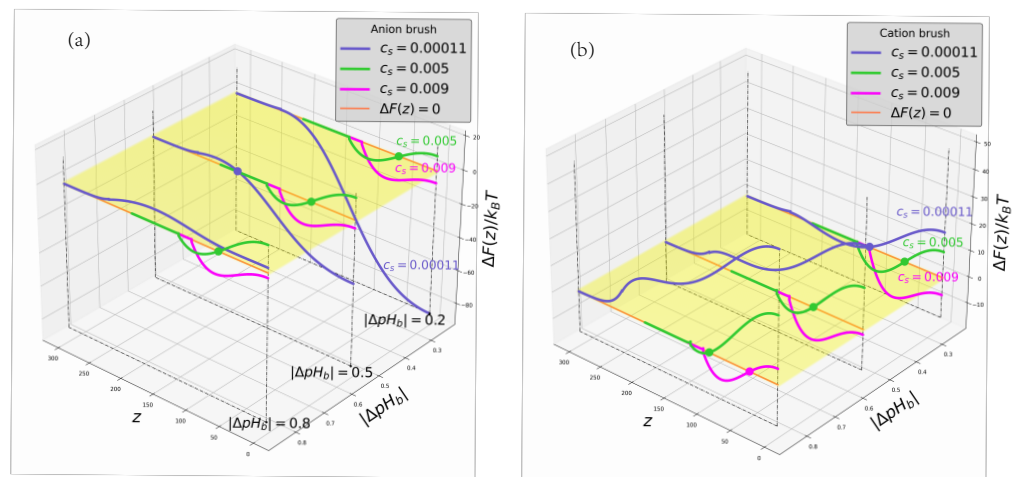 (a)
Anion brush
c_s = 0.00011
c_s = 0.005
c_s = 0.009
ΔF(z) = 0
c_s = 0.005
c_s = 0.009
c_s = 0.00011
|ΔpH_b| = 0.2
|ΔpH_b| = 0.5
|ΔpH_b| = 0.8
20
0
−20
−40
−60
−80
ΔF(z)/k_BT
300
250
200
150
100
50
0
z
0.3
0.4
0.5
0.6
0.7
0.8
|ΔpH_b|
(b)
Cation brush
c_s = 0.00011
c_s = 0.005
c_s = 0.009
ΔF(z) = 0
c_s = 0.00011
c_s = 0.005
c_s = 0.009
50
40
30
20
10
0
−10
ΔF(z)/k_BT
300
250
200
150
100
50
0
z
0.3
0.4
0.5
0.6
0.7
0.8
|ΔpH_b|